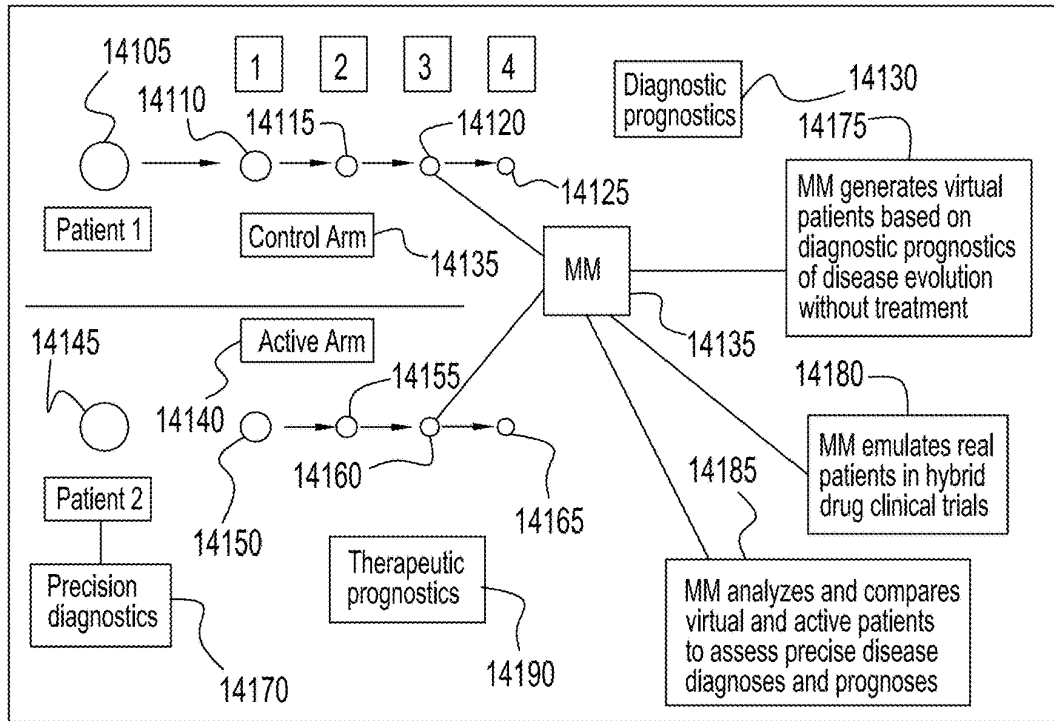 14105
1
2
3
4
14110
14115
14120
14125
Patient 1
Control Arm
14135
Diagnostic
prognostics
14130
14175
MM generates virtual
patients based on
diagnostic prognostics
of disease evolution
without treatment
MM
14135
14145
Active Arm
14140
14155
14150
14160
14165
14180
MM emulates real
patients in hybrid
drug clinical trials
Patient 2
Precision
diagnostics
14170
Therapeutic
prognostics
14190
14185
MM analyzes and compares
virtual and active patients
to assess precise disease
diagnoses and prognoses